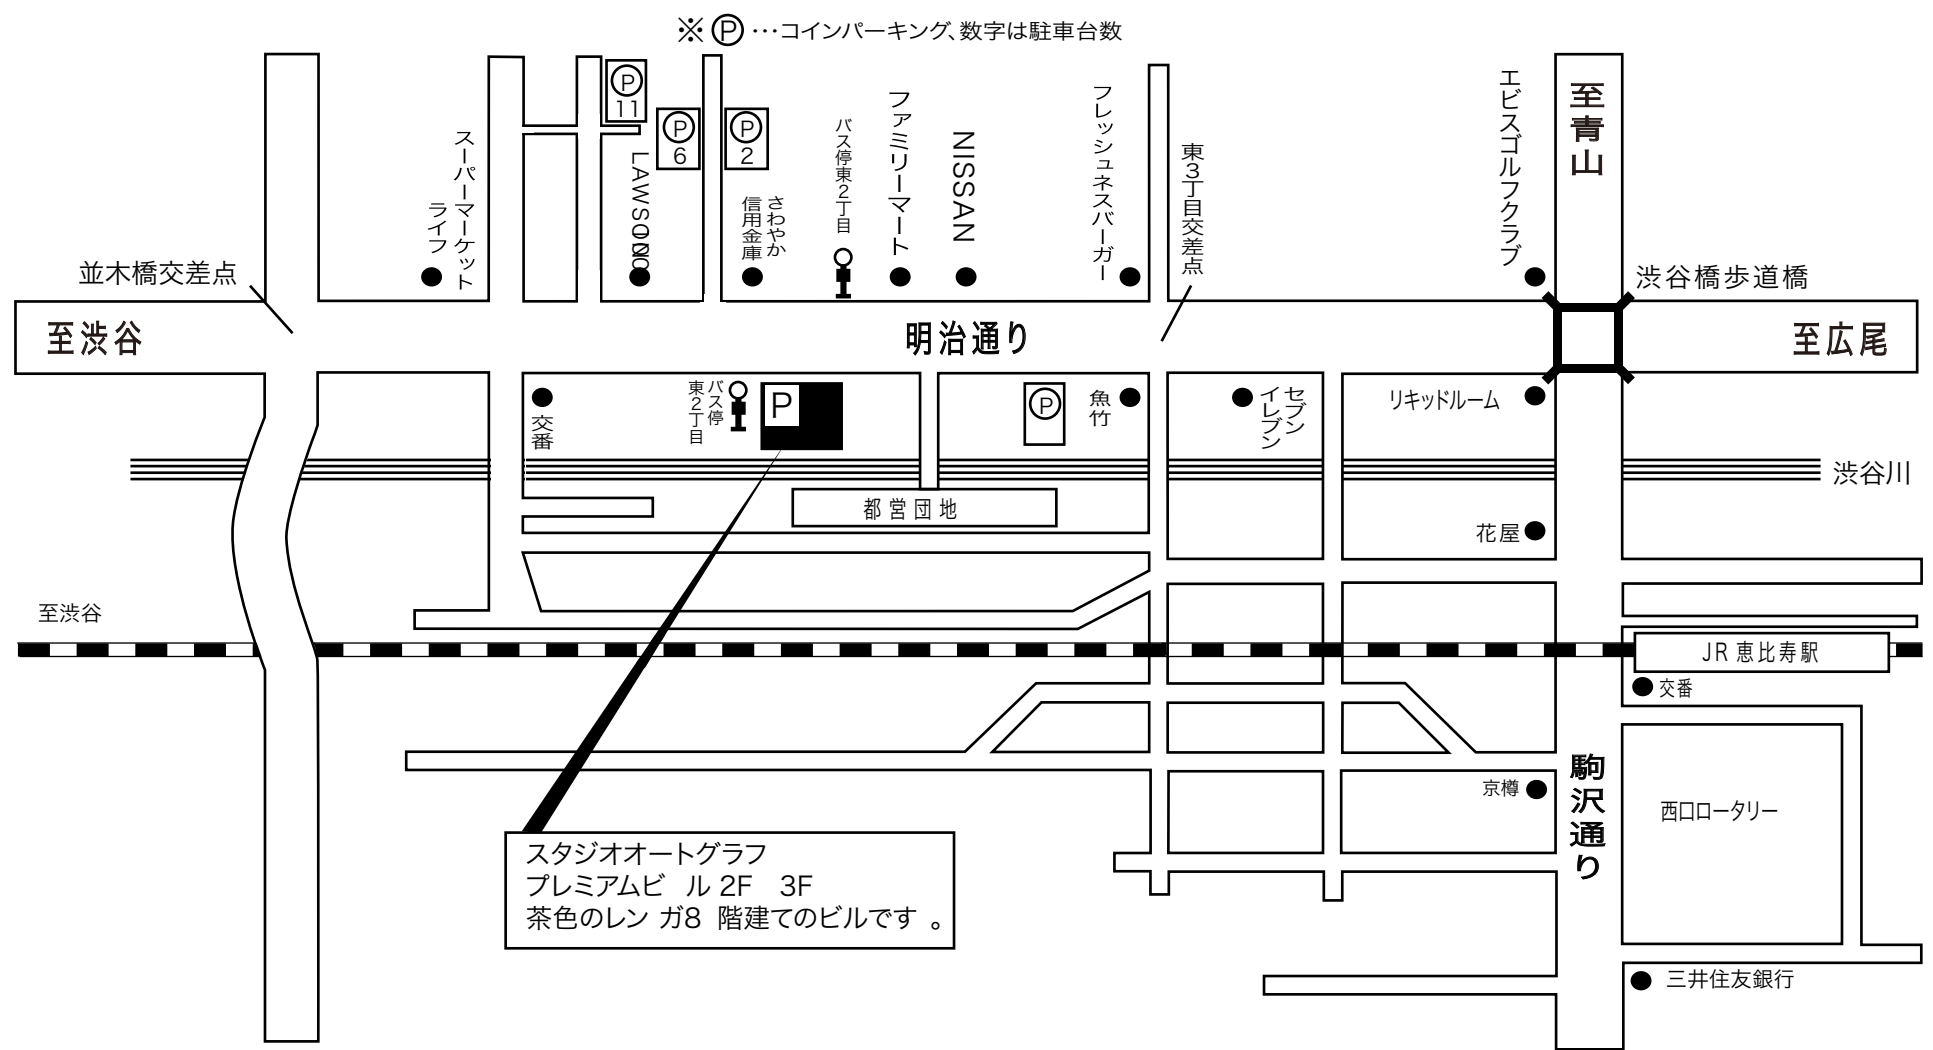 ※Ⓟ…コインパーキング、数字は駐車台数
P
11
P
6
P
2
スーパーマーケット
ライフ
LAWSON
さわやか
信用金庫
バス停東2丁目
ファミリーマート
NISSAN
フレッシュネスバーガー
東3丁目交差点
エビスゴルフクラブ
至青山
並木橋交差点
渋谷橋歩道橋
至渋谷
明治通り
至広尾
交番
バス停
東2丁目
P
P
魚竹
セブン
イレブン
リキッドルーム
渋谷川
都営団地
花屋
至渋谷
JR 恵比寿駅
交番
駒沢通り
京樽
西口ロータリー
スタジオオートグラフ
プレミアムビ ル 2F 3F
茶色のレン ガ8 階建てのビルです 。
三井住友銀行